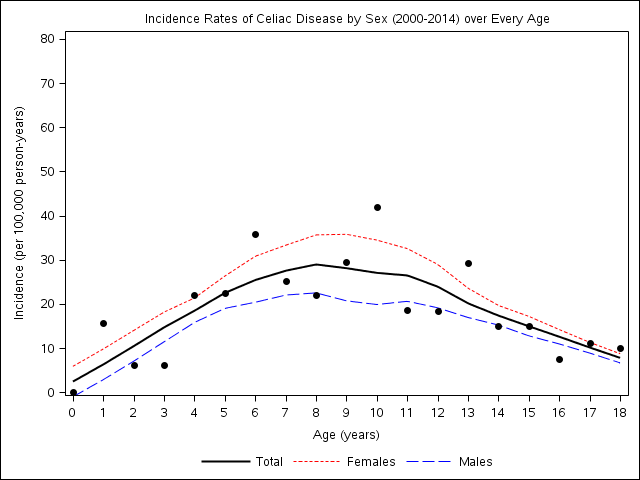 Incidence Rates of Celiac Disease by Sex (2000-2014) over Every Age
80
70
60
50
40
30
20
10
0
Incidence (per 100,000 person-years)
0 1 2 3 4 5 6 7 8 9 10 11 12 13 14 15 16 17 18
Age (years)
Total Females Males